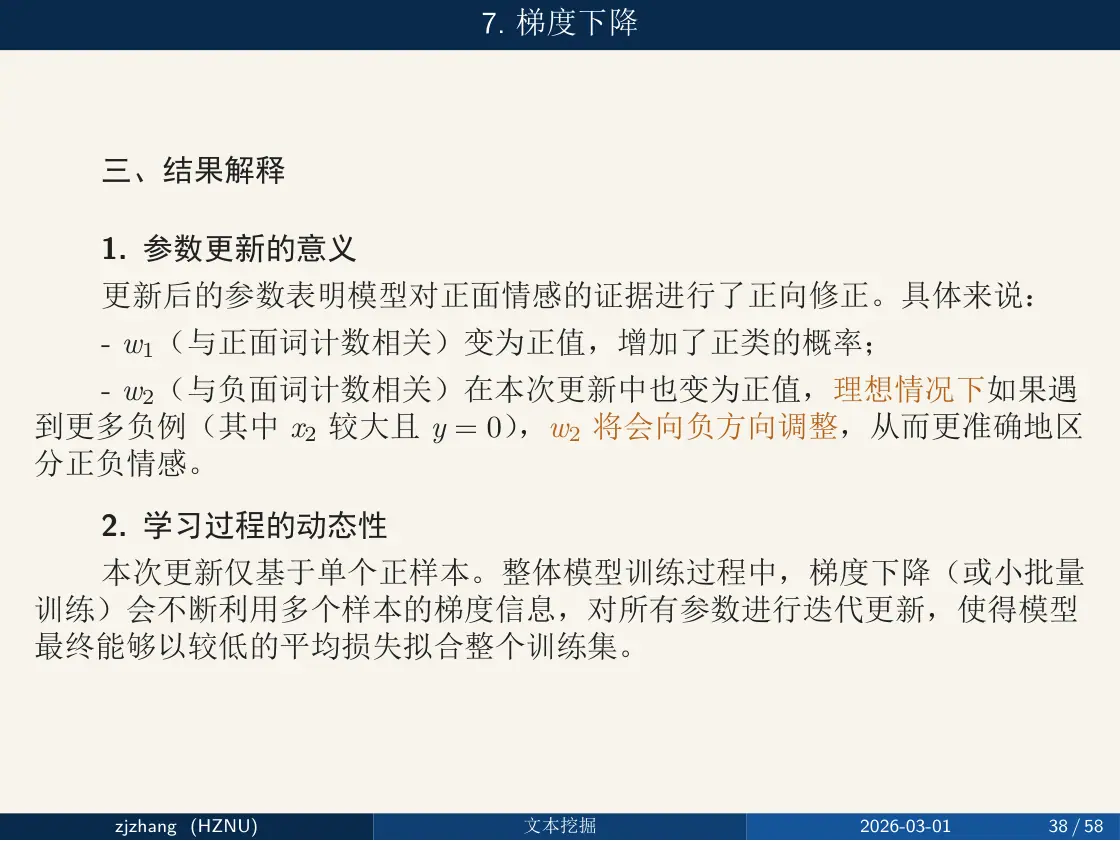 7. 梯度下降
三、结果解释
1. 参数更新的意义
更新后的参数表明模型对正面情感的证据进行了正向修正。具体来说：
- w₁（与正面词计数相关）变为正值，增加了正类的概率；
- w₂（与负面词计数相关）在本次更新中也变为正值，理想情况下如果遇
到更多负例（其中 x₂ 较大且 y = 0），w₂ 将会向负方向调整，从而更准确地区
分正负情感。
2. 学习过程的动态性
本次更新仅基于单个正样本。整体模型训练过程中，梯度下降（或小批量
训练）会不断利用多个样本的梯度信息，对所有参数进行迭代更新，使得模型
最终能够以较低的平均损失拟合整个训练集。
zjzhang (HZNU) 文本挖掘 2026-03-01 38 / 58